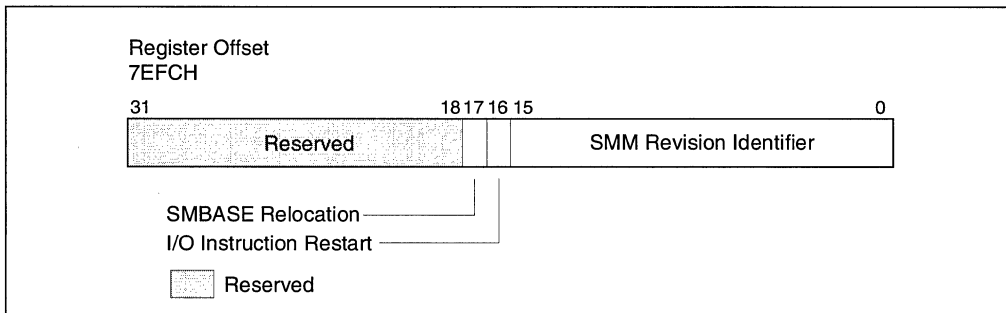 Register Offset
7EFCH
31 18 17 16 15 0
Reserved SMM Revision Identifier
SMBASE Relocation
I/O Instruction Restart
Reserved